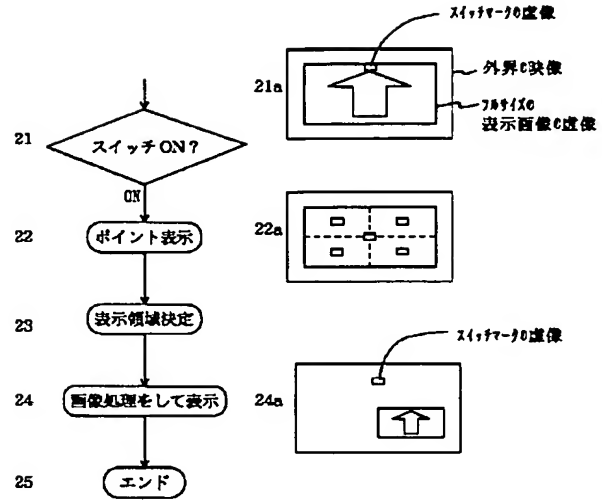 スイッチマークの虚像
21a
外界の映像
フルサイズの
表示画像の虚像
21
スイッチON?
ON
22
ポイント表示
22a
23
表示領域決定
スイッチマークの虚像
24
画像処理をして表示
24a
25
エンド